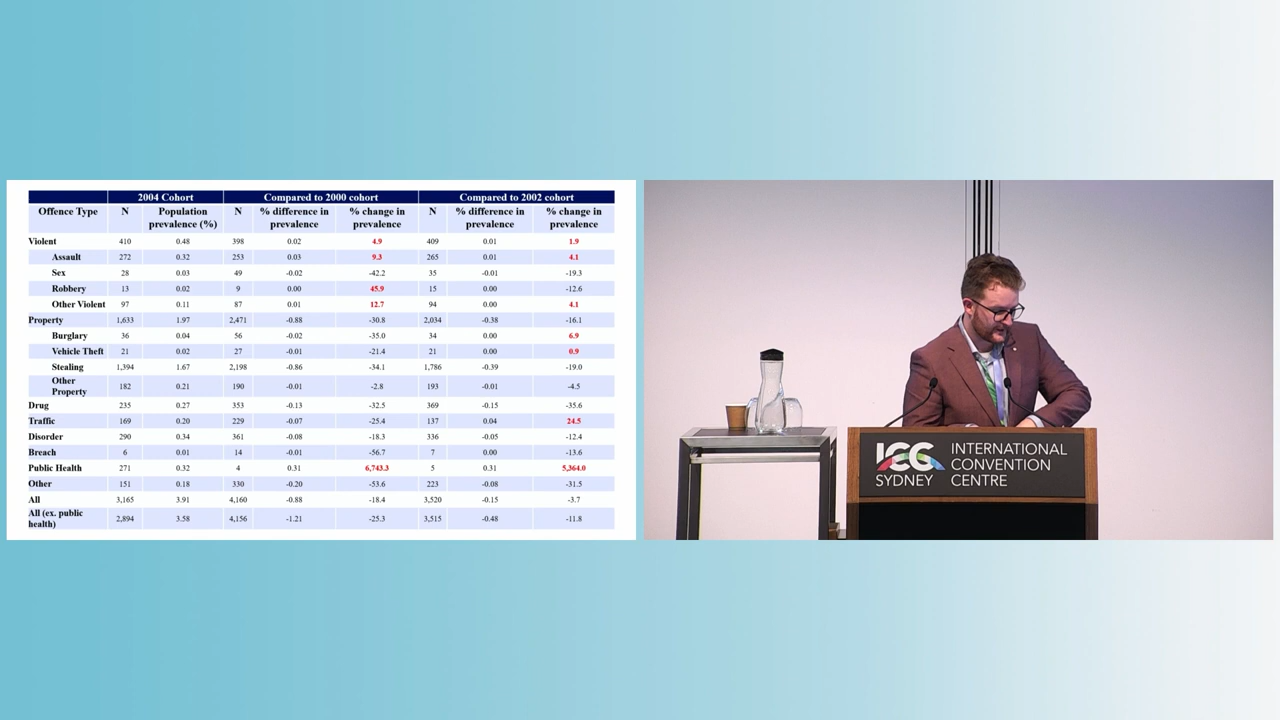 2004 Cohort Compared to 2000 cohort Compared to 2002 cohort
Offence Type N Population prevalence (%) N % difference in prevalence % change in prevalence N % difference in prevalence % change in prevalence
Violent 410 0.48 398 0.02 4.9 409 0.01 1.9
Assault 272 0.32 253 0.03 9.3 265 0.01 4.1
Sex 28 0.03 49 -0.02 -42.2 35 -0.01 -19.3
Robbery 13 0.02 9 0.00 45.9 15 0.00 -12.6
Other Violent 97 0.11 87 0.01 12.7 94 0.00 4.1
Property 1,633 1.97 2,471 -0.88 -30.8 2,034 -0.38 -16.1
Burglary 36 0.04 56 -0.02 -35.0 34 0.00 6.9
Vehicle Theft 21 0.02 27 -0.01 -21.4 21 0.00 0.9
Stealing 1,394 1.67 2,198 -0.86 -34.1 1,786 -0.39 -19.0
Other Property 182 0.21 190 -0.01 -2.8 193 -0.01 -4.5
Drug 235 0.27 353 -0.13 -32.5 369 -0.15 -35.6
Traffic 169 0.20 229 -0.07 -25.4 137 0.04 24.5
Disorder 290 0.34 361 -0.08 -18.3 336 -0.05 -12.4
Breach 6 0.01 14 -0.01 -56.7 7 0.00 -13.6
Public Health 271 0.32 4 0.31 6,743.3 5 0.31 5,364.0
Other 151 0.18 330 -0.20 -53.6 223 -0.08 -31.5
All 3,165 3.91 4,160 -0.88 -18.4 3,520 -0.15 -3.7
All (ex. public health) 2,894 3.58 4,156 -1.21 -25.3 3,515 -0.48 -11.8
ICC SYDNEY
INTERNATIONAL
CONVENTION
CENTRE